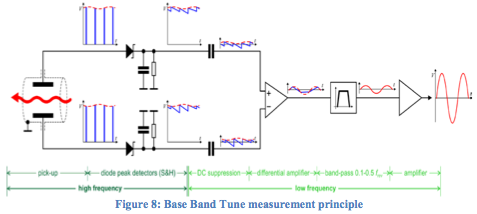 +
−
pick-up
diode peak detectors (S&H)
DC suppression
differential amplifier
band-pass 0.1-0.5
amplifier
high frequency
low frequency
Figure 8: Base Band Tune measurement principle